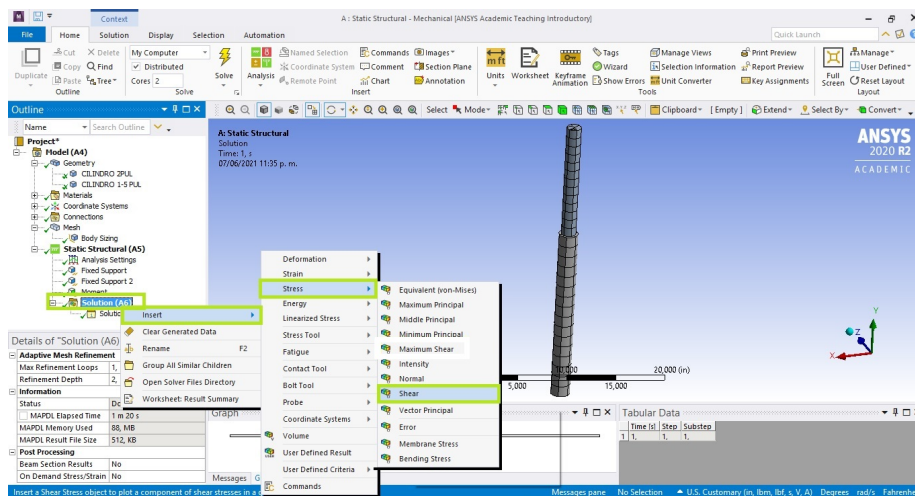 Context
A : Static Structural - Mechanical [ANSYS Academic Teaching Introductory]
File Home Solution Display Selection Automation
Quick Launch
Duplicate
Cut Delete
Copy Find
Paste Tree
Outline
My Computer
Distributed
Cores 2
Solve
Solve
Analysis
Named Selection Commands Images
Coordinate System Comment Section Plane
Remote Point Chart Annotation
Insert
Units Worksheet Keyframe Animation
Tags Manage Views Print Preview
Wizard Selection Information Report Preview
Show Errors Unit Converter Key Assignments
Tools
Full Screen
Manage
User Defined
Reset Layout
Layout
Outline
Select Mode Clipboard [Empty] Extend Select By Convert
Name Search Outline
Project*
Model (A4)
Geometry
CILINDRO 2PUL
CILINDRO 1-5 PUL
Materials
Coordinate Systems
Connections
Mesh
Body Sizing
Static Structural (A5)
Analysis Settings
Fixed Support
Fixed Support 2
Moment
Solution (A6)
Solutio
A: Static Structural
Solution
Time: 1, s
07/06/2021 11:35 p. m.
ANSYS
2020 R2
ACADEMIC
Insert
Clear Generated Data
Rename F2
Group All Similar Children
Open Solver Files Directory
Worksheet: Result Summary
Deformation
Strain
Stress
Energy
Linearized Stress
Stress Tool
Fatigue
Contact Tool
Bolt Tool
Probe
Coordinate Systems
Volume
User Defined Result
User Defined Criteria
Commands
Equivalent (von-Mises)
Maximum Principal
Middle Principal
Minimum Principal
Maximum Shear
Intensity
Normal
Shear
Vector Principal
Error
Membrane Stress
Bending Stress
10,000 20,000 (in)
5,000 15,000
Y
Z
X
Details of "Solution (A6)
Adaptive Mesh Refinement
Max Refinement Loops 1,
Refinement Depth 2,
Information
Status Do
MAPDL Elapsed Time 1 m 20 s
MAPDL Memory Used 88, MB
MAPDL Result File Size 512, KB
Post Processing
Beam Section Results No
On Demand Stress/Strain No
Graph
Messages G
Tabular Data
Time [s] Step Substep
1 1, 1, 1,
Insert a Shear Stress object to plot a component of shear stresses in a c
Messages pane No Selection U.S. Customary (in, lbm, lbf, s, V, A) Degrees rad/s Fahrenhe